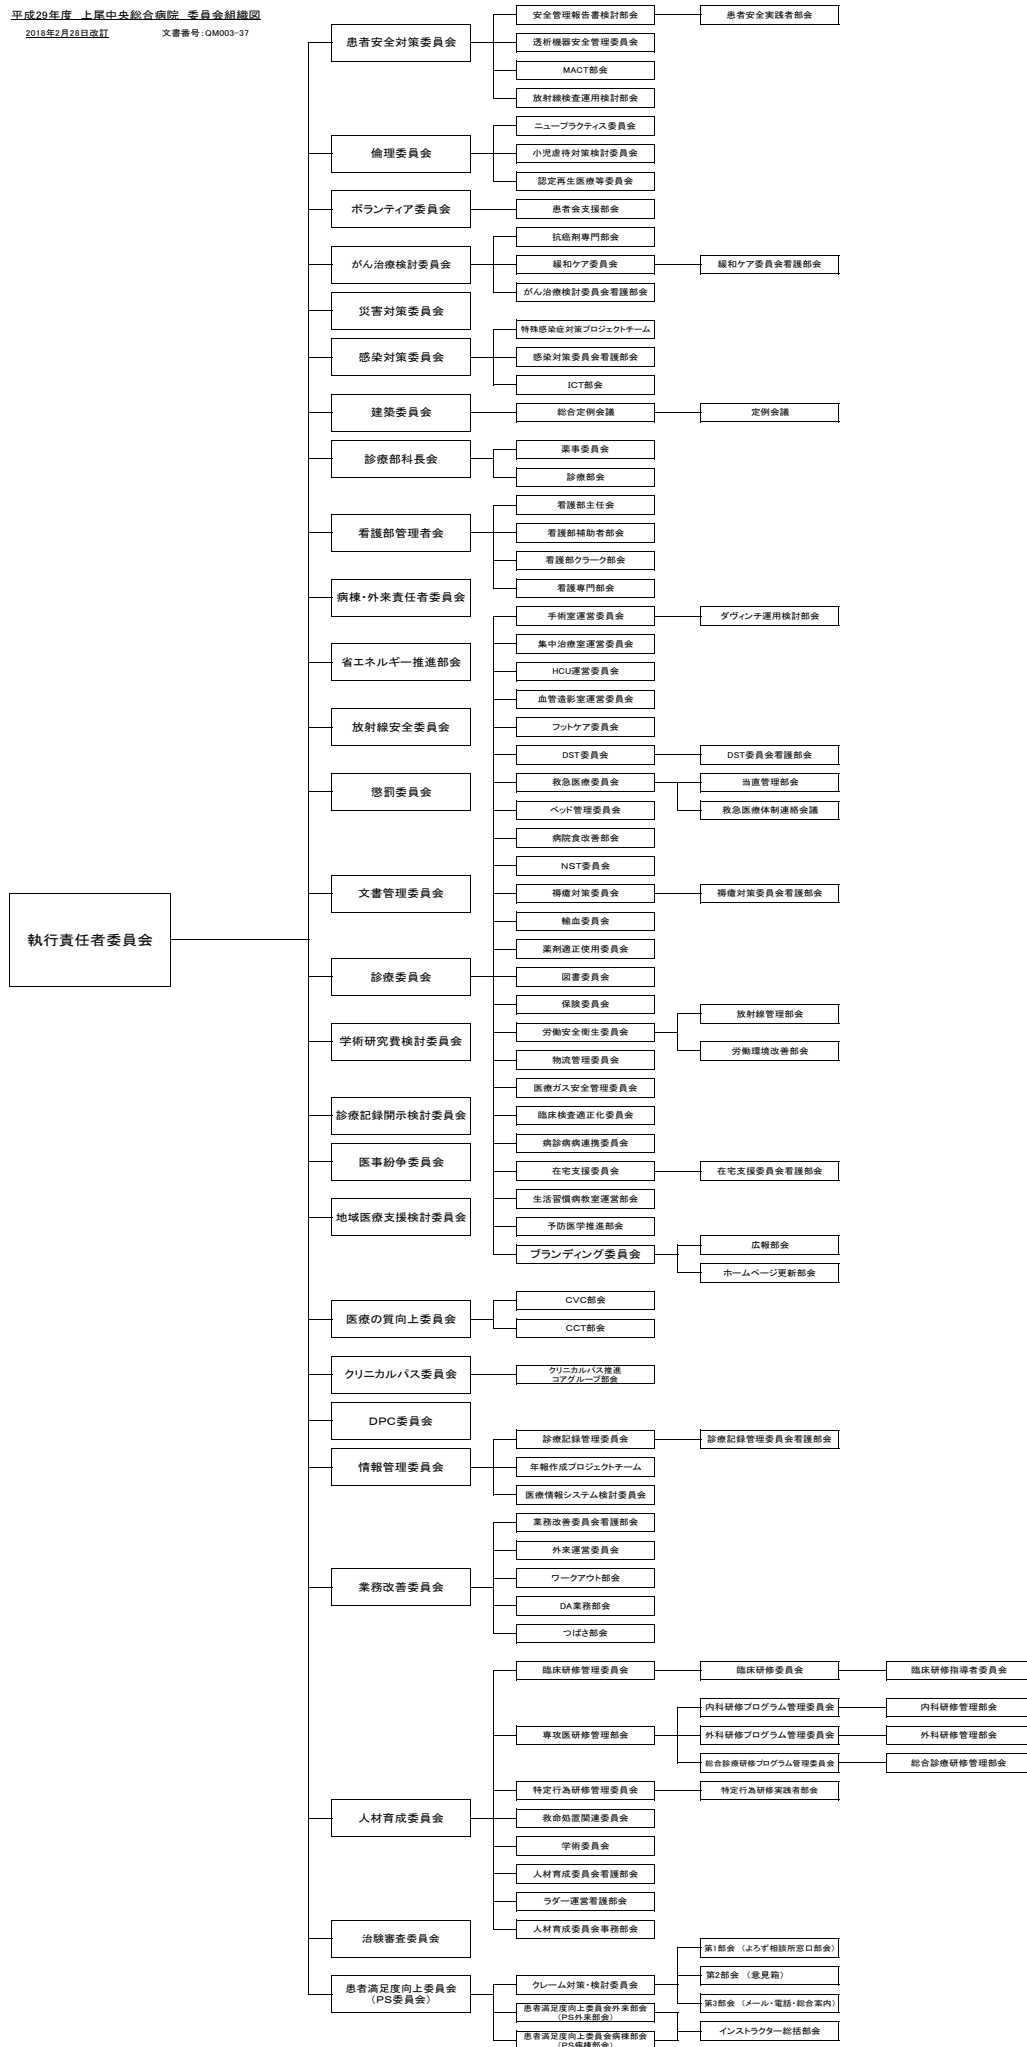 平成29年度 上尾中央総合病院 委員会組織図
2018年2月28日改訂 文書番号：QM003-37
執行責任者委員会
患者安全対策委員会
安全管理報告書検討部会
患者安全実践者部会
透析機器安全管理委員会
MACT部会
放射線検査運用検討部会
倫理委員会
ニュープラクティス委員会
小児虐待対策検討委員会
認定再生医療等委員会
ボランティア委員会
患者会支援部会
がん治療検討委員会
抗癌剤専門部会
緩和ケア委員会
緩和ケア委員会看護部会
がん治療検討委員会看護部会
災害対策委員会
感染対策委員会
特殊感染症対策プロジェクトチーム
感染対策委員会看護部会
ICT部会
建築委員会
総合定例会議
定例会議
診療部科長会
薬事委員会
診療部会
看護部管理者会
看護部主任会
看護部補助者部会
看護部クラーク部会
看護専門部会
病棟・外来責任者委員会
省エネルギー推進部会
放射線安全委員会
懲罰委員会
文書管理委員会
診療委員会
手術室運営委員会
ダヴィンチ運用検討部会
集中治療室運営委員会
HCU運営委員会
血管造影室運営委員会
フットケア委員会
DST委員会
DST委員会看護部会
救急医療委員会
当直管理部会
救急医療体制連絡会議
ベッド管理委員会
病院食改善部会
NST委員会
褥瘡対策委員会
褥瘡対策委員会看護部会
輸血委員会
薬剤適正使用委員会
図書委員会
保険委員会
労働安全衛生委員会
放射線管理部会
労働環境改善部会
物流管理委員会
医療ガス安全管理委員会
臨床検査適正化委員会
病診病病連携委員会
在宅支援委員会
在宅支援委員会看護部会
生活習慣病教室運営部会
予防医学推進部会
ブランディング委員会
広報部会
ホームページ更新部会
学術研究費検討委員会
診療記録開示検討委員会
医事紛争委員会
地域医療支援検討委員会
医療の質向上委員会
CVC部会
CCT部会
クリニカルパス委員会
クリニカルパス推進
コアグループ部会
DPC委員会
情報管理委員会
診療記録管理委員会
診療記録管理委員会看護部会
年報作成プロジェクトチーム
医療情報システム検討委員会
業務改善委員会
業務改善委員会看護部会
外来運営委員会
ワークアウト部会
DA業務部会
つばさ部会
人材育成委員会
臨床研修管理委員会
臨床研修委員会
臨床研修指導者委員会
専攻医研修管理部会
内科研修プログラム管理委員会
内科研修管理部会
外科研修プログラム管理委員会
外科研修管理部会
総合診療研修プログラム管理委員会
総合診療研修管理部会
特定行為研修管理委員会
特定行為研修実践者部会
救命処置関連委員会
学術委員会
人材育成委員会看護部会
ラダー運営看護部会
人材育成委員会事務部会
治験審査委員会
患者満足度向上委員会
（PS委員会）
クレーム対策・検討委員会
第1部会 （よろず相談所窓口部会）
第2部会 （意見箱）
第3部会 （メール・電話・総合案内）
患者満足度向上委員会外来部会
（PS外来部会）
患者満足度向上委員会病棟部会
（PS病棟部会）
インストラクター総括部会